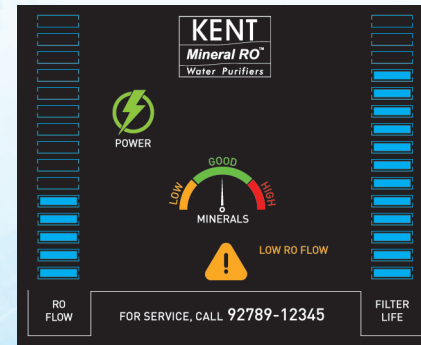 KENT
Mineral RO™
Water Purifiers
POWER
LOW GOOD HIGH
MINERALS
!
LOW RO FLOW
RO
FLOW
FOR SERVICE, CALL 92789-12345
FILTER
LIFE